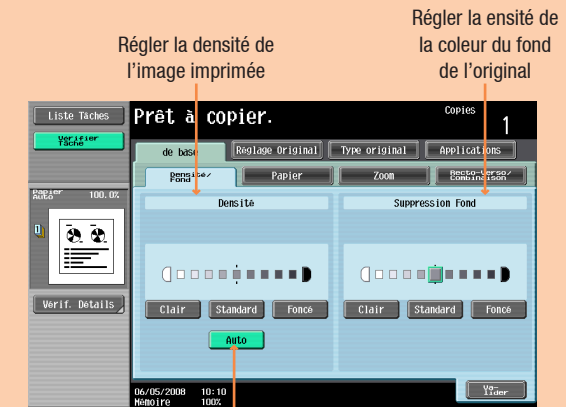 Régler la densité de
l'image imprimée
Régler la ensité de
la coleur du fond
de l'original
Liste Tâches
Vérifier
Tâche
Prêt à copier.
Copies
1
de base
Réglage Original
Type original
Applications
Densité/
Fond
Papier
Zoom
Recto-Verso/
Combinaison
Papier
Auto
100.0%
Densité
Suppression Fond
Clair
Standard
Foncé
Clair
Standard
Foncé
Auto
Vérif. Détails
06/05/2008
10:10
Mémoire
100%
Va-
lider